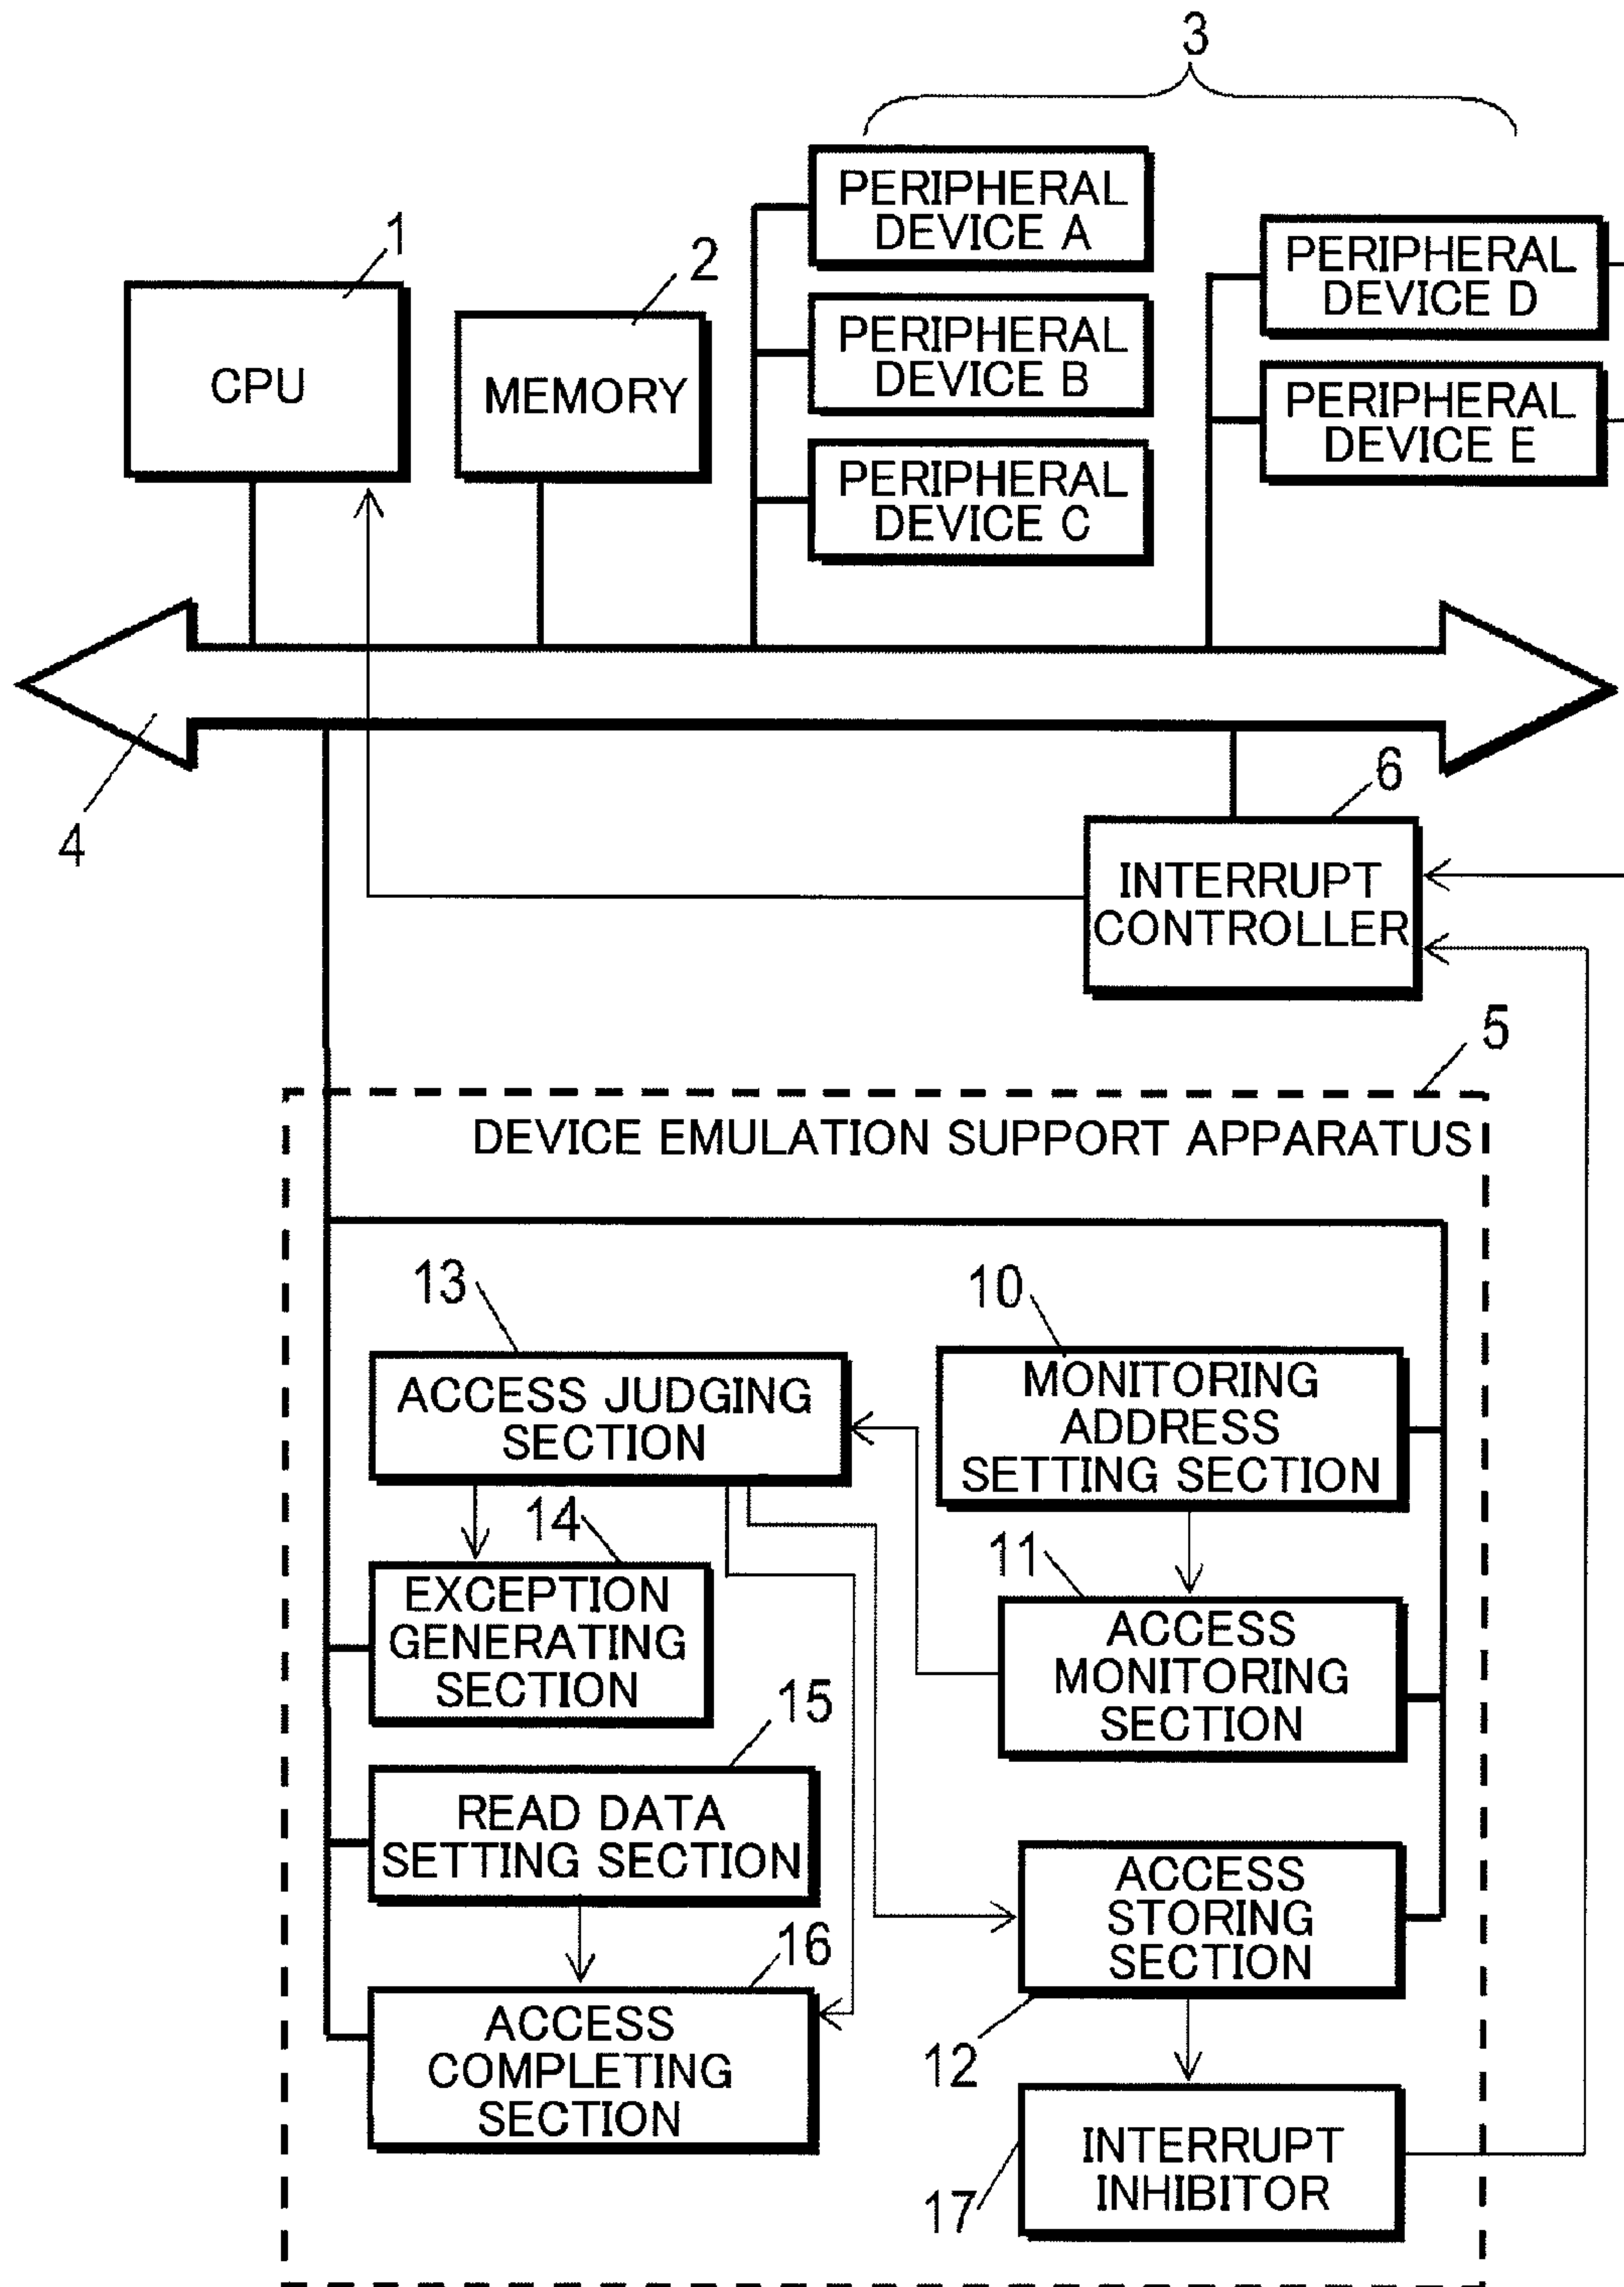 3
PERIPHERAL
DEVICE A
1
2
PERIPHERAL
DEVICE D
CPU
MEMORY
PERIPHERAL
DEVICE B
PERIPHERAL
DEVICE E
PERIPHERAL
DEVICE C
4
6
INTERRUPT
CONTROLLER
5
DEVICE EMULATION SUPPORT APPARATUS
13
10
ACCESS JUDGING
SECTION
MONITORING
ADDRESS
SETTING SECTION
14
11
EXCEPTION
GENERATING
SECTION
ACCESS
MONITORING
SECTION
15
READ DATA
SETTING SECTION
ACCESS
STORING
SECTION
16
12
ACCESS
COMPLETING
SECTION
17
INTERRUPT
INHIBITOR